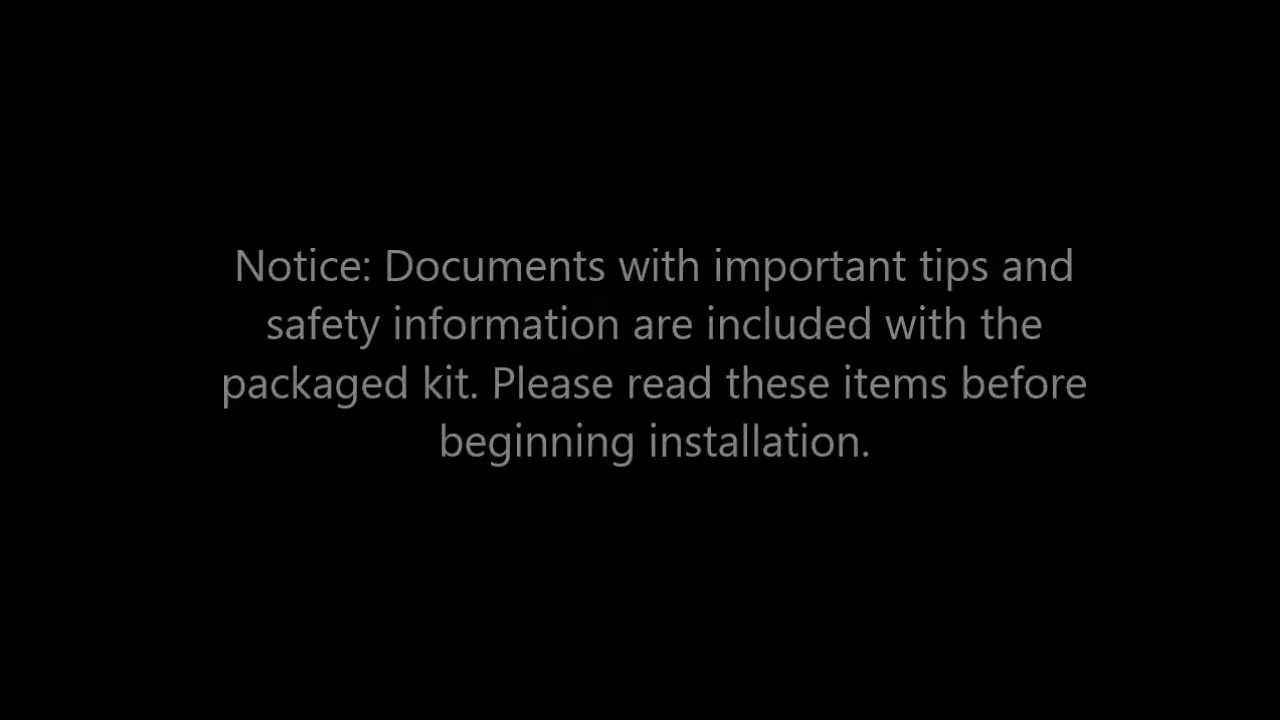 Notice: Documents with important tips and
safety information are included with the
packaged kit. Please read these items before
beginning installation.